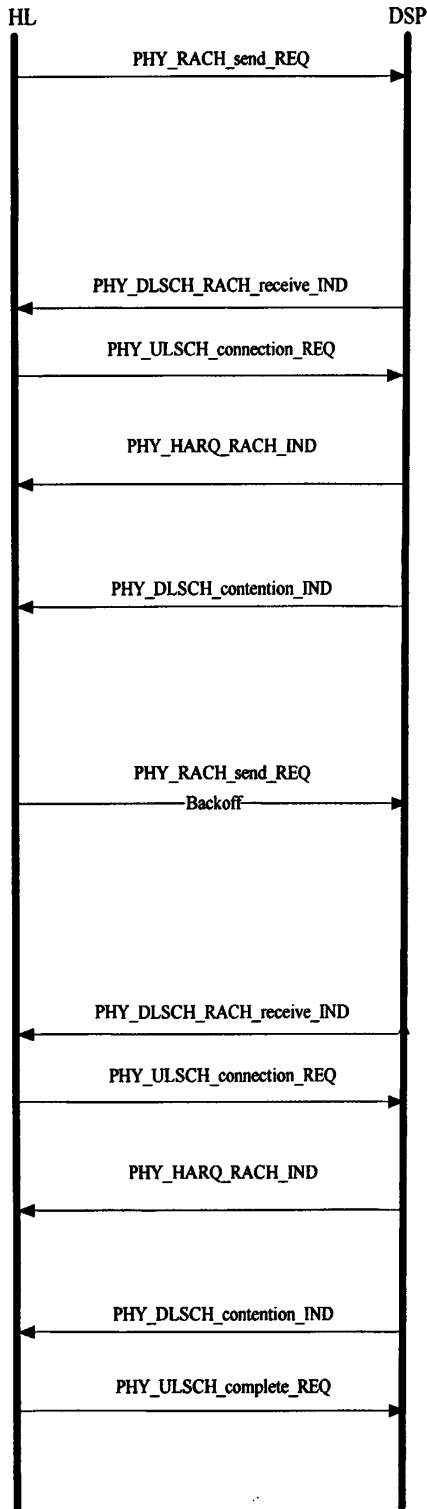 HL DSP
PHY_RACH_send_REQ
PHY_DLSCH_RACH_receive_IND
PHY_ULSCH_connection_REQ
PHY_HARQ_RACH_IND
PHY_DLSCH_contention_IND
PHY_RACH_send_REQ
Backoff
PHY_DLSCH_RACH_receive_IND
PHY_ULSCH_connection_REQ
PHY_HARQ_RACH_IND
PHY_DLSCH_contention_IND
PHY_ULSCH_complete_REQ